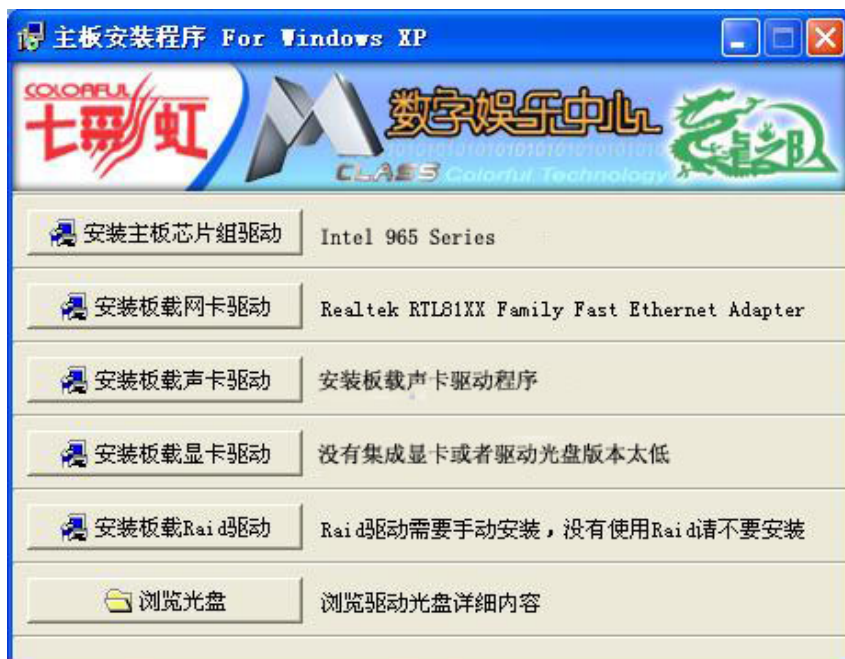 主板安装程序 For Windows XP
COLORFUL
七彩虹
M
CLASS
数字娱乐中心
Colorful Technology
之队
安装主板芯片组驱动
Intel 965 Series
安装板载网卡驱动
Realtek RTL81XX Family Fast Ethernet Adapter
安装板载声卡驱动
安装板载声卡驱动程序
安装板载显卡驱动
没有集成显卡或者驱动光盘版本太低
安装板载Raid驱动
Raid驱动需要手动安装，没有使用Raid请不要安装
浏览光盘
浏览驱动光盘详细内容